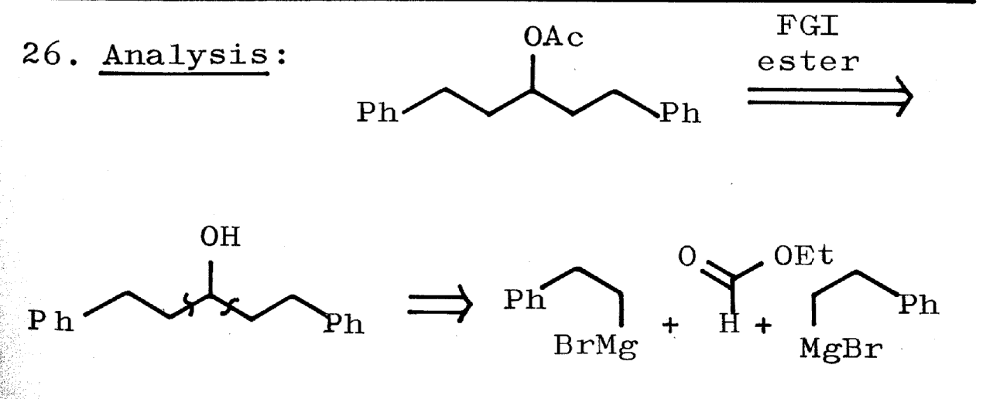 26. Analysis:
OAc
Ph
Ph
FGI
ester
OH
Ph
Ph
Ph
BrMg
+
O
OEt
H
+
Ph
MgBr